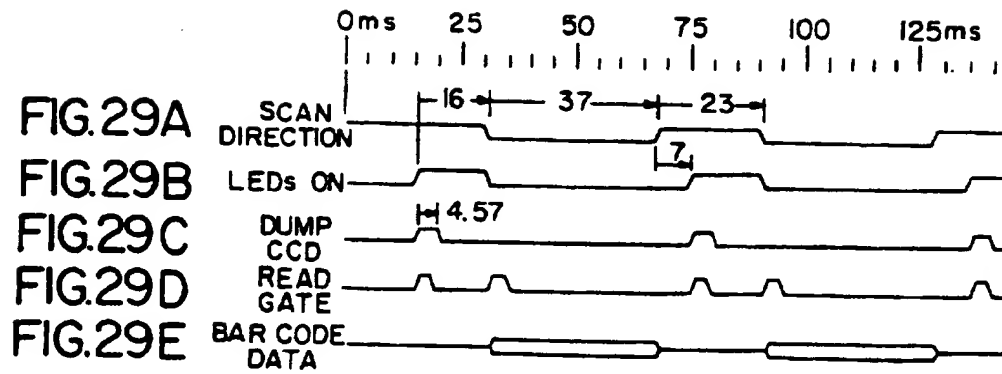 0ms 25 50 75 100 125ms
16 37 23
FIG.29A SCAN DIRECTION
7
FIG.29B LEDs ON
4.57
FIG.29C DUMP CCD
FIG.29D READ GATE
FIG.29E BAR CODE DATA